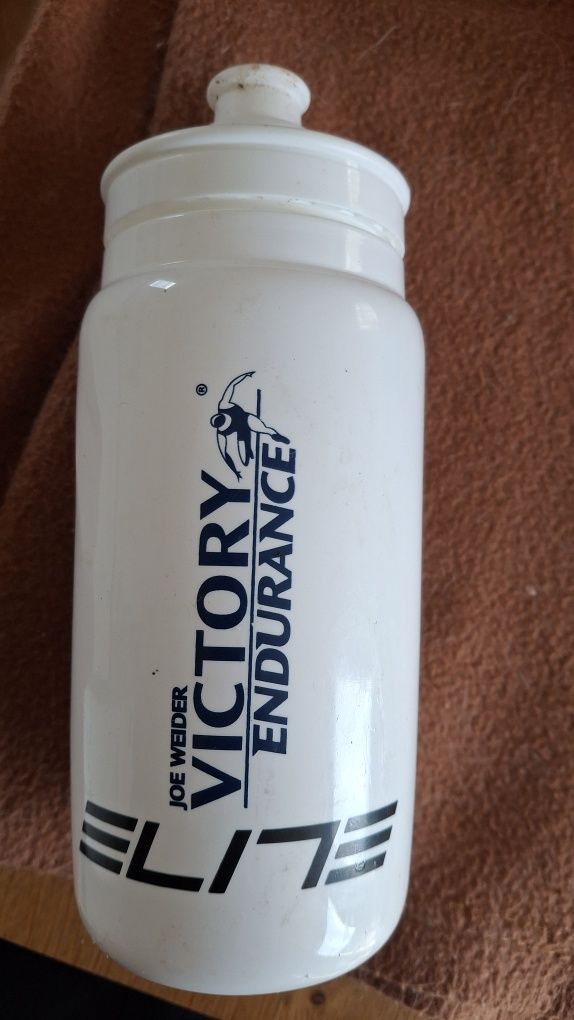 JOE WEIDER
VICTORY
ENDURANCE
®
ELITE